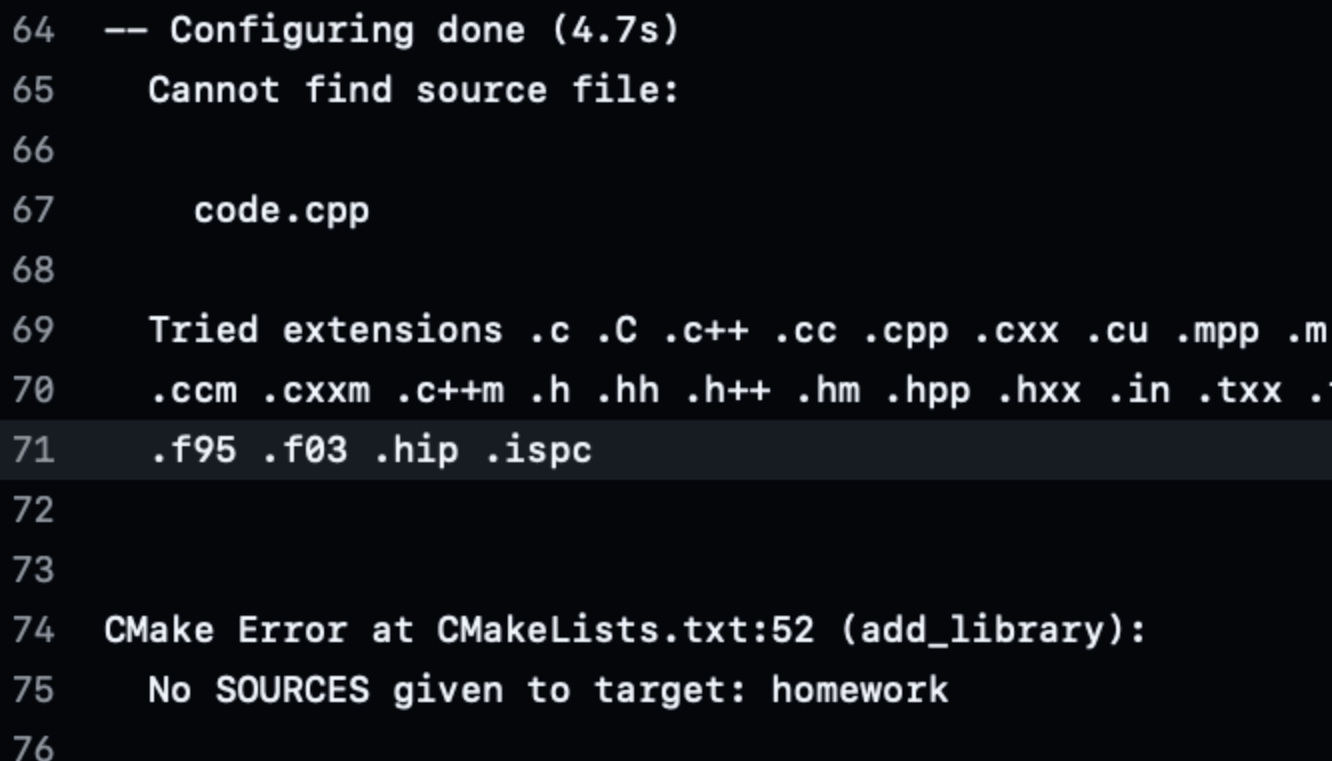 64 -- Configuring done (4.7s)
65 Cannot find source file:
66
67 code.cpp
68
69 Tried extensions .c .C .c++ .cc .cpp .cxx .cu .mpp .m
70 .ccm .cxxm .c++m .h .hh .h++ .hm .hpp .hxx .in .txx .
71 .f95 .f03 .hip .ispc
72
73
74 CMake Error at CMakeLists.txt:52 (add_library):
75 No SOURCES given to target: homework
76